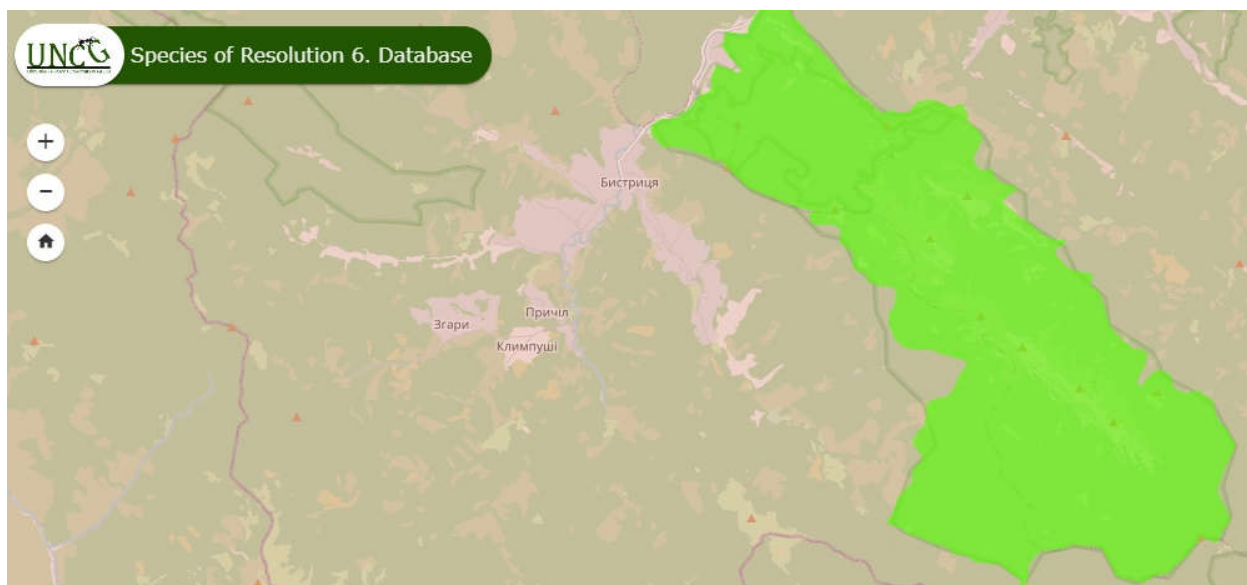 UNCG
Species of Resolution 6. Database
+
−
Бистриця
Причіл
Згари
Климпуші